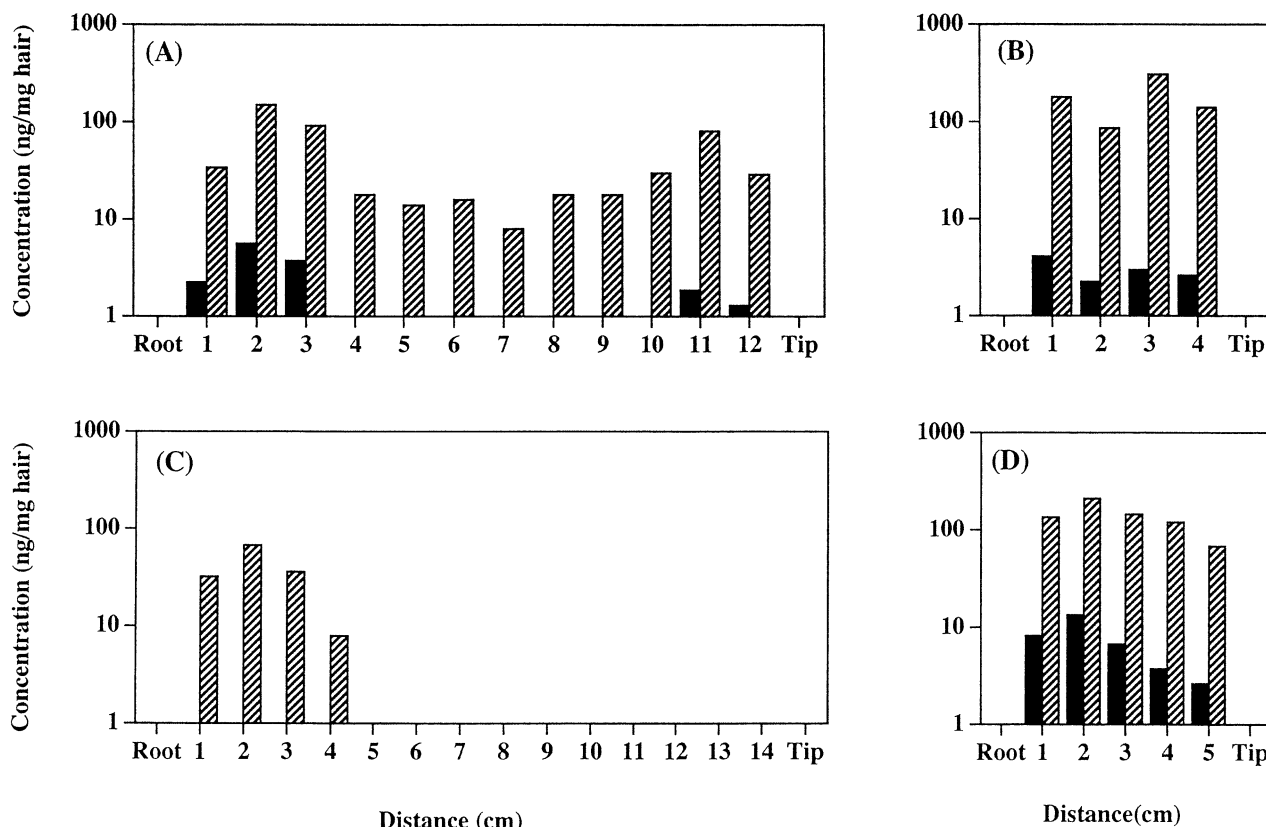 Concentration (ng/mg hair)
1000
100
10
1
(A)
Root 1 2 3 4 5 6 7 8 9 10 11 12 Tip
1000
100
10
1
(B)
Root 1 2 3 4 Tip
Concentration (ng/mg hair)
1000
100
10
1
(C)
Root 1 2 3 4 5 6 7 8 9 10 11 12 13 14 Tip
Distance (cm)
1000
100
10
1
(D)
Root 1 2 3 4 5 Tip
Distance(cm)